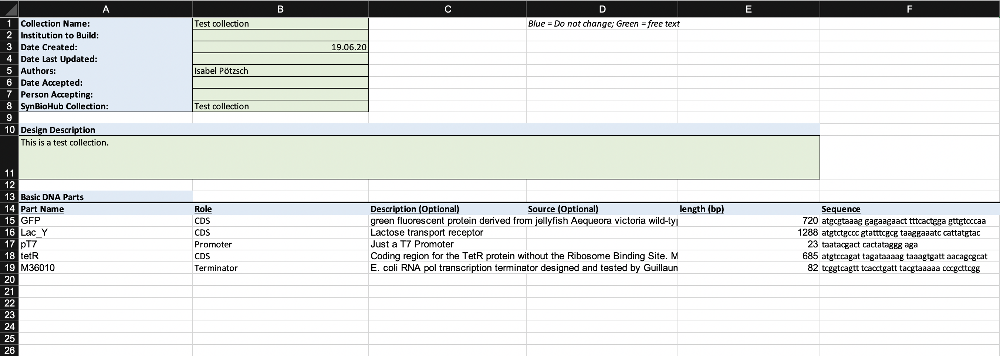 A B C D E F
1 Collection Name: Test collection Blue = Do not change; Green = free text
2 Institution to Build:
3 Date Created: 19.06.20
4 Date Last Updated:
5 Authors: Isabel Pötzsch
6 Date Accepted:
7 Person Accepting:
8 SynBioHub Collection: Test collection
9
10 Design Description
This is a test collection.
11
12
13 Basic DNA Parts
14 Part Name Role Description (Optional) Source (Optional) length (bp) Sequence
15 GFP CDS green fluorescent protein derived from jellyfish Aequeora victoria wild-typ 720 atgcgtaaag gagaagaact tttcactgga gttgtcccaa
16 Lac_Y CDS Lactose transport receptor 1288 atgtctgccc gtatttcgcg taaggaaatc cattatgtac
17 pT7 Promoter Just a T7 Promoter 23 taatacgact cactataggg aga
18 tetR CDS Coding region for the TetR protein without the Ribosome Binding Site. M 685 atgtccagat tagataaaag taaagtgatt aacagcgcat
19 M36010 Terminator E. coli RNA pol transcription terminator designed and tested by Guillaum 82 tcggtcagtt tcacctgatt tacgtaaaaa cccgcttcgg
20
21
22
23
24
25
26